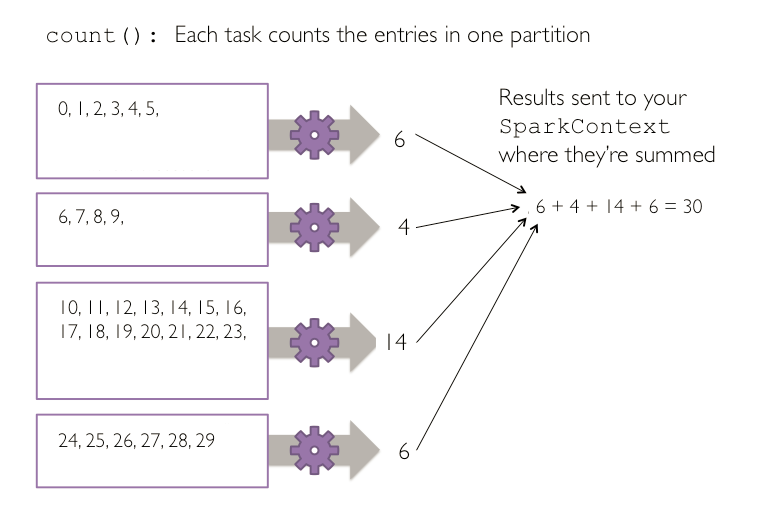 count(): Each task counts the entries in one partition
0, 1, 2, 3, 4, 5,
6
6, 7, 8, 9,
4
10, 11, 12, 13, 14, 15, 16,
17, 18, 19, 20, 21, 22, 23,
14
24, 25, 26, 27, 28, 29
6
Results sent to your
SparkContext
where they're summed
6 + 4 + 14 + 6 = 30